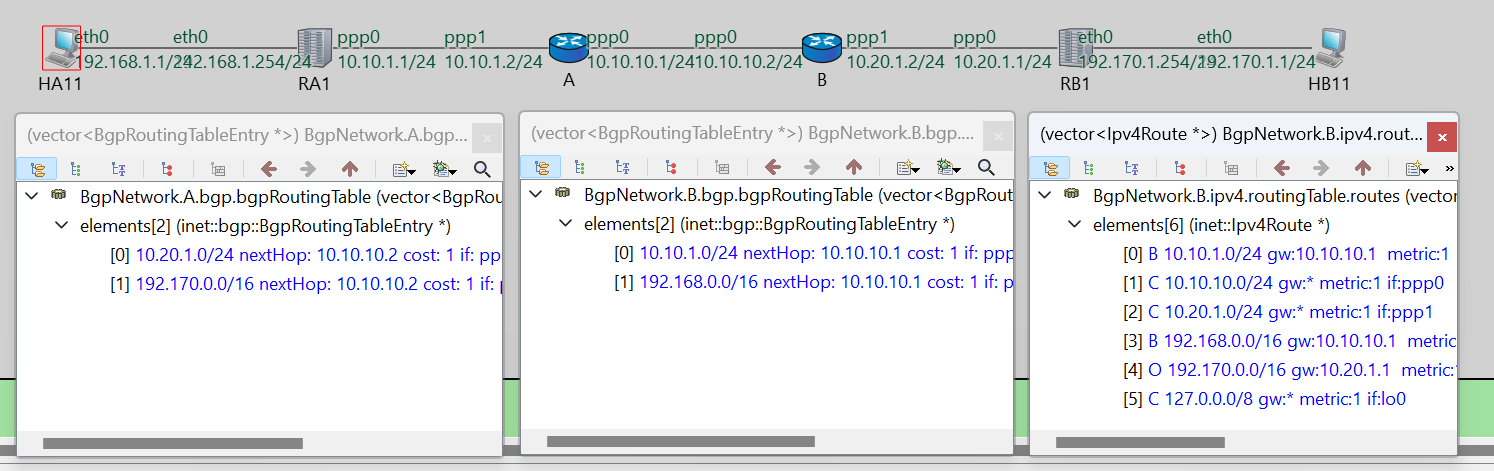 eth0 eth0 ppp0 ppp1 ppp0 ppp0 ppp1 ppp0 eth0 eth0
192.168.1.1/24 192.168.1.254/24 10.10.1.1/24 10.10.1.2/24 10.10.10.1/24 10.10.10.2/24 10.20.1.2/24 10.20.1.1/24 192.170.1.254/24 192.170.1.1/24
HA11 RA1 A B RB1 HB11
(vector<BgpRoutingTableEntry *>) BgpNetwork.A.bgp...
BgpNetwork.A.bgp.bgpRoutingTable (vector<BgpRou
elements[2] (inet::bgp::BgpRoutingTableEntry *)
[0] 10.20.1.0/24 nextHop: 10.10.10.2 cost: 1 if: pp
[1] 192.170.0.0/16 nextHop: 10.10.10.2 cost: 1 if: p
(vector<BgpRoutingTableEntry *>) BgpNetwork.B.bgp....
BgpNetwork.B.bgp.bgpRoutingTable (vector<BgpRout
elements[2] (inet::bgp::BgpRoutingTableEntry *)
[0] 10.10.1.0/24 nextHop: 10.10.10.1 cost: 1 if: ppp
[1] 192.168.0.0/16 nextHop: 10.10.10.1 cost: 1 if: p
(vector<Ipv4Route *>) BgpNetwork.B.ipv4.rout...
»
BgpNetwork.B.ipv4.routingTable.routes (vector
elements[6] (inet::Ipv4Route *)
[0] B 10.10.1.0/24 gw:10.10.10.1 metric:1
[1] C 10.10.10.0/24 gw:* metric:1 if:ppp0
[2] C 10.20.1.0/24 gw:* metric:1 if:ppp1
[3] B 192.168.0.0/16 gw:10.10.10.1 metric
[4] O 192.170.0.0/16 gw:10.20.1.1 metric:
[5] C 127.0.0.0/8 gw:* metric:1 if:lo0